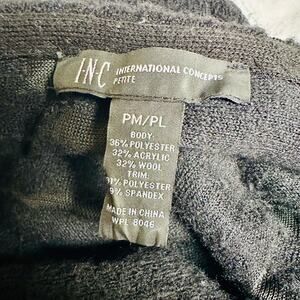 I·N·C INTERNATIONAL CONCEPTS
PETITE
PM/PL
BODY:
36% POLYESTER
32% ACRYLIC
32% WOOL
TRIM:
POLYESTER
SPANDEX
MADE IN CHINA
WPL 8046